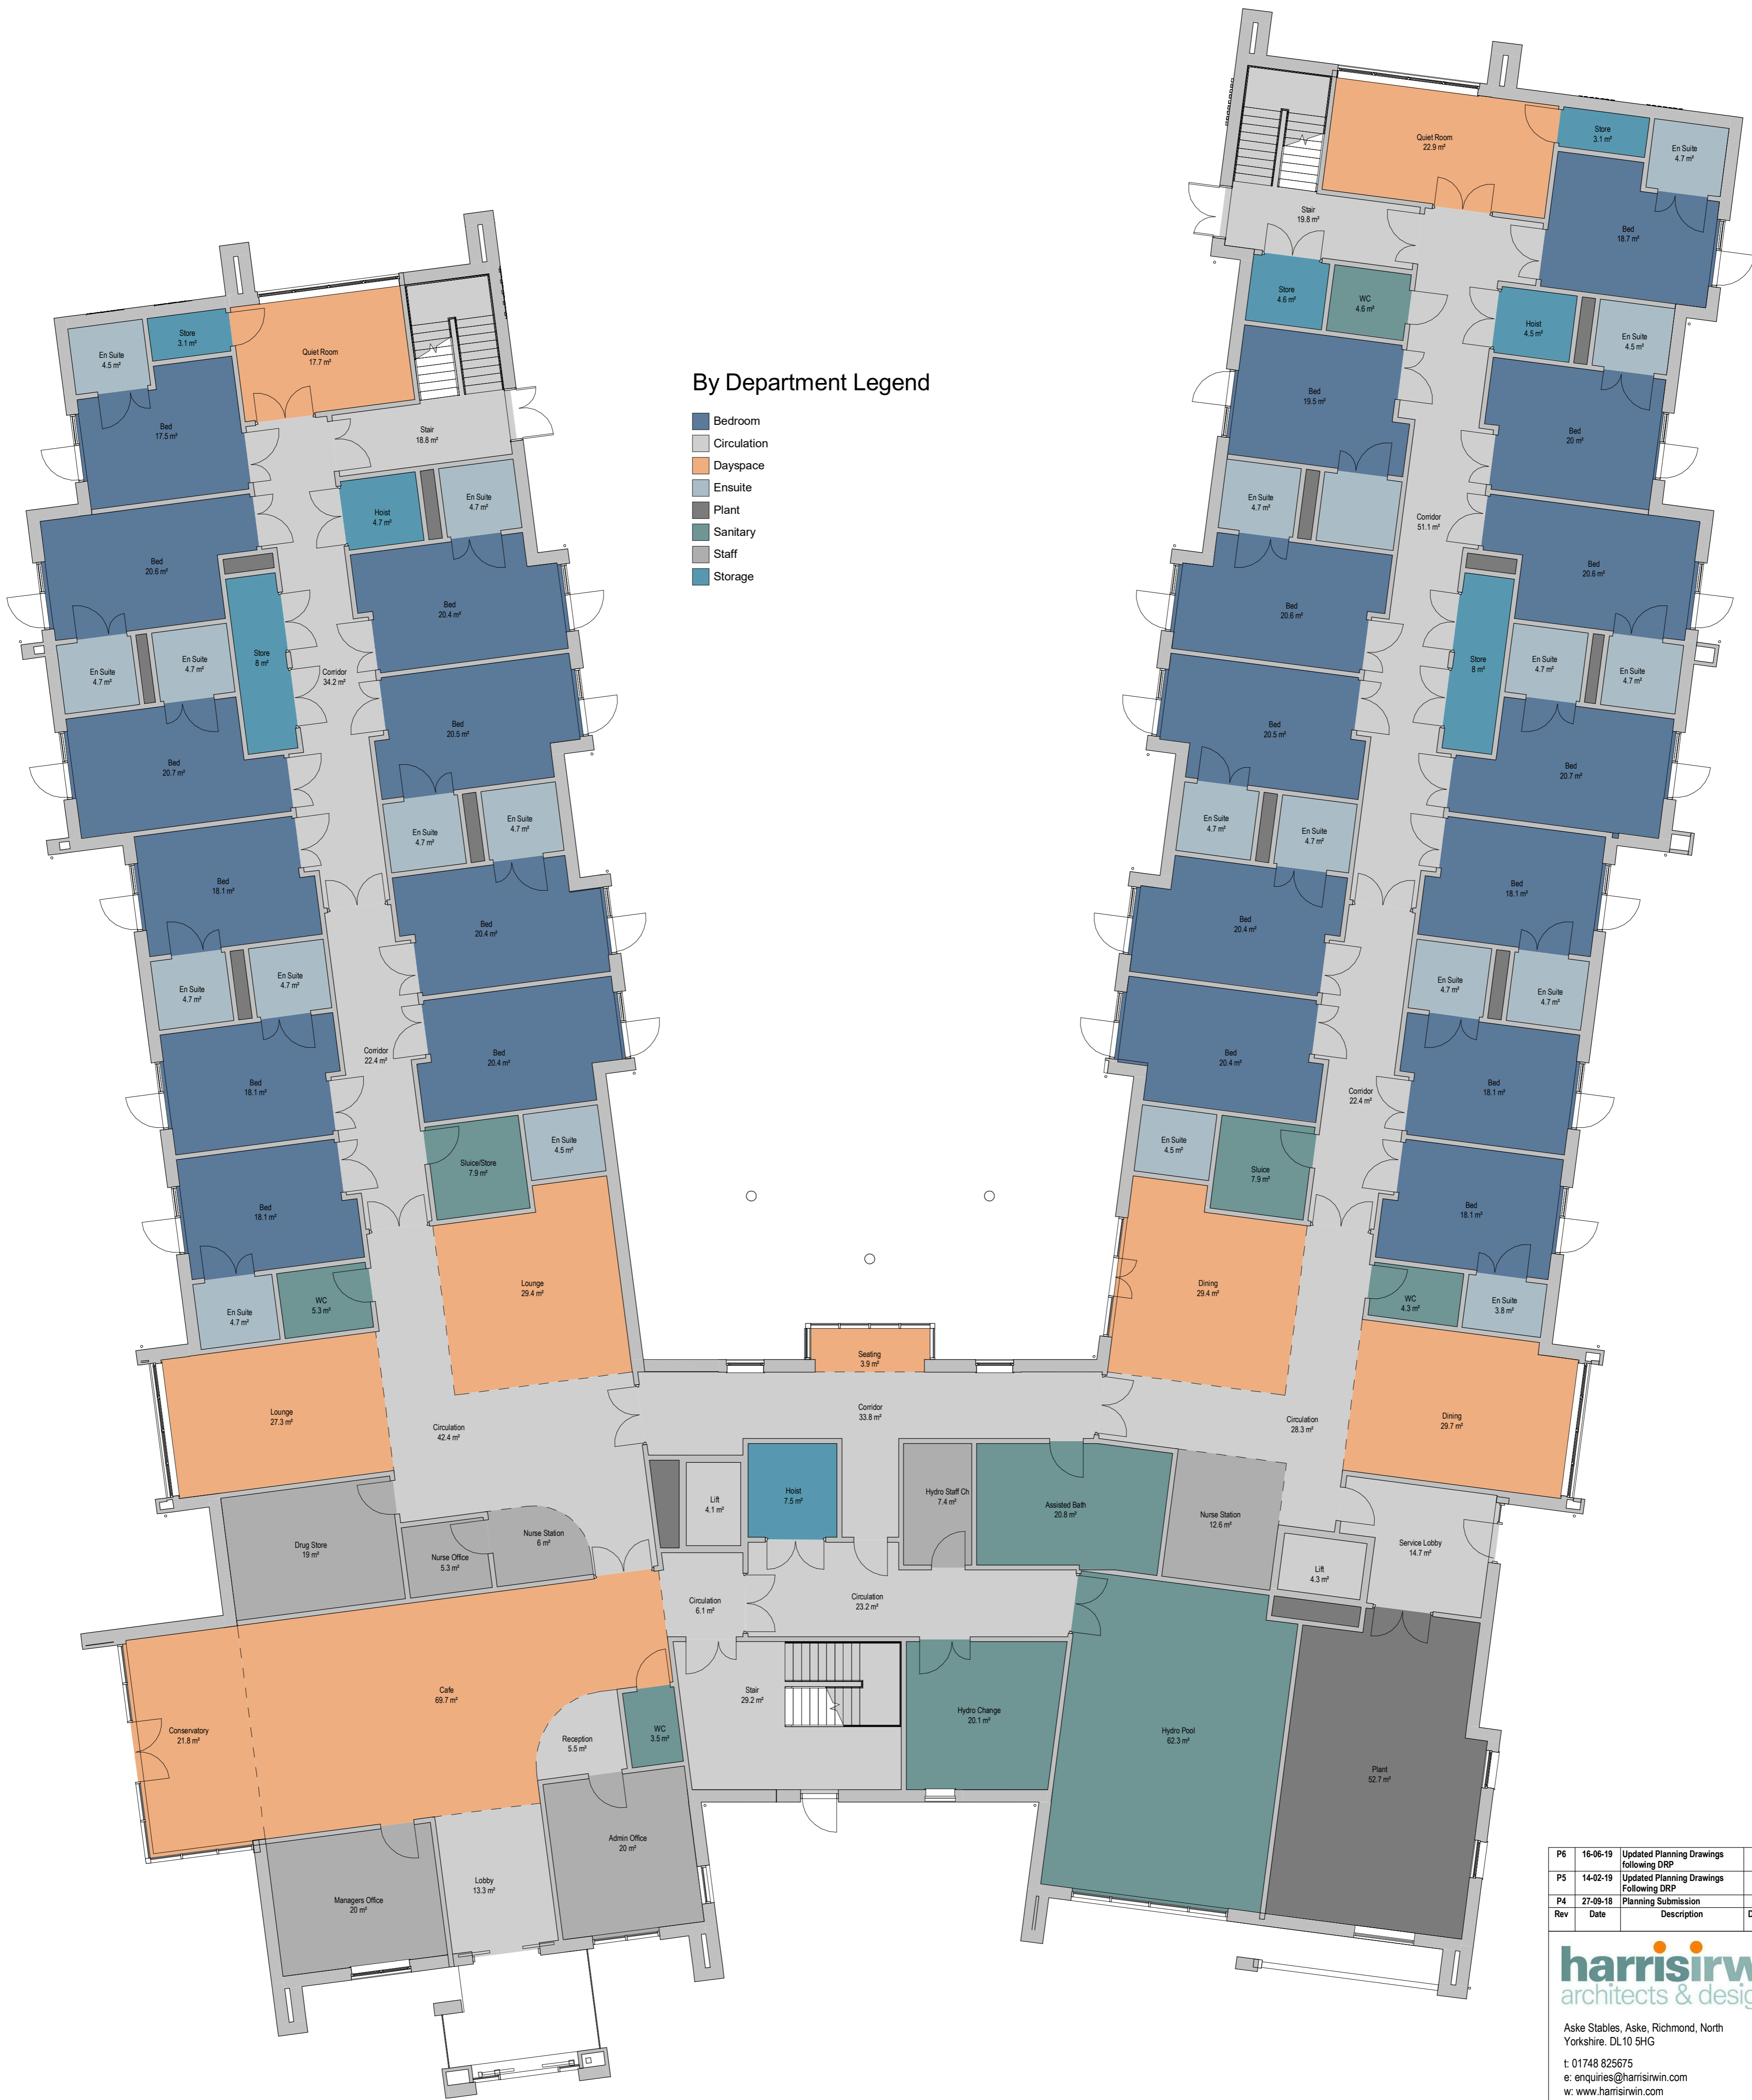 By Department Legend
Bedroom
Circulation
Dayspace
Ensuite
Plant
Sanitary
Staff
Storage
Store
3.1 m²
En Suite
4.5 m²
Quiet Room
17.7 m²
Bed
17.5 m²
Stair
18.8 m²
Hoist
4.7 m²
En Suite
4.7 m²
Bed
20.6 m²
Bed
20.4 m²
Store
8 m²
En Suite
4.7 m²
En Suite
4.7 m²
Corridor
34.2 m²
Bed
20.5 m²
Bed
20.7 m²
En Suite
4.7 m²
En Suite
4.7 m²
Bed
18.1 m²
Bed
20.4 m²
En Suite
4.7 m²
En Suite
4.7 m²
Corridor
22.4 m²
Bed
20.4 m²
Bed
18.1 m²
En Suite
4.5 m²
Sluice/Store
7.9 m²
Bed
18.1 m²
Lounge
29.4 m²
WC
5.3 m²
En Suite
4.7 m²
Lounge
27.3 m²
Circulation
42.4 m²
Quiet Room
22.9 m²
Store
3.1 m²
En Suite
4.7 m²
Stair
19.8 m²
Bed
18.7 m²
Store
4.6 m²
WC
4.6 m²
Hoist
4.5 m²
En Suite
4.5 m²
Bed
19.5 m²
Bed
20 m²
En Suite
4.7 m²
Corridor
51.1 m²
Bed
20.6 m²
Bed
20.6 m²
Store
8 m²
En Suite
4.7 m²
En Suite
4.7 m²
Bed
20.5 m²
Bed
20.7 m²
En Suite
4.7 m²
En Suite
4.7 m²
Bed
18.1 m²
Bed
20.4 m²
En Suite
4.7 m²
En Suite
4.7 m²
Bed
20.4 m²
Corridor
22.4 m²
Bed
18.1 m²
En Suite
4.5 m²
Sluice
7.9 m²
Bed
18.1 m²
Dining
29.4 m²
WC
4.3 m²
En Suite
3.8 m²
Seating
3.9 m²
Corridor
33.8 m²
Circulation
28.3 m²
Dining
29.7 m²
Drug Store
19 m²
Nurse Office
5.3 m²
Nurse Station
6 m²
Lift
4.1 m²
Hoist
7.5 m²
Hydro Staff Ch
7.4 m²
Assisted Bath
20.8 m²
Nurse Station
12.6 m²
Service Lobby
14.7 m²
Lift
4.3 m²
Circulation
6.1 m²
Circulation
23.2 m²
Cafe
69.7 m²
Conservatory
21.8 m²
Reception
5.5 m²
WC
3.5 m²
Stair
29.2 m²
Hydro Change
20.1 m²
Hydro Pool
62.3 m²
Plant
52.7 m²
Admin Office
20 m²
Lobby
13.3 m²
Managers Office
20 m²
P6 16-06-19 Updated Planning Drawings
following DRP
P5 14-02-19 Updated Planning Drawings
Following DRP
P4 27-09-18 Planning Submission
Rev Date Description D
harrisirw
architects & desig
Aske Stables, Aske, Richmond, North
Yorkshire. DL10 5HG
t: 01748 825675
e: enquiries@harrisirwin.com
w: www.harrisirwin.com